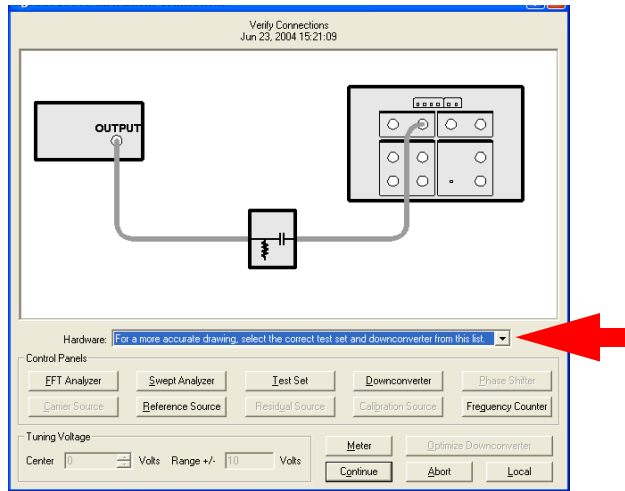 Verify Connections
Jun 23, 2004 15:21:09
OUTPUT
Hardware: For a more accurate drawing, select the correct test set and downconverter from this list.
Control Panels
FFT Analyzer Swept Analyzer Test Set Downconverter Phase Shifter
Carrier Source Reference Source Residual Source Calibration Source Frequency Counter
Tuning Voltage
Center 0 Volts Range +/- 10 Volts
Meter Optimize Downconverter
Continue Abort Local